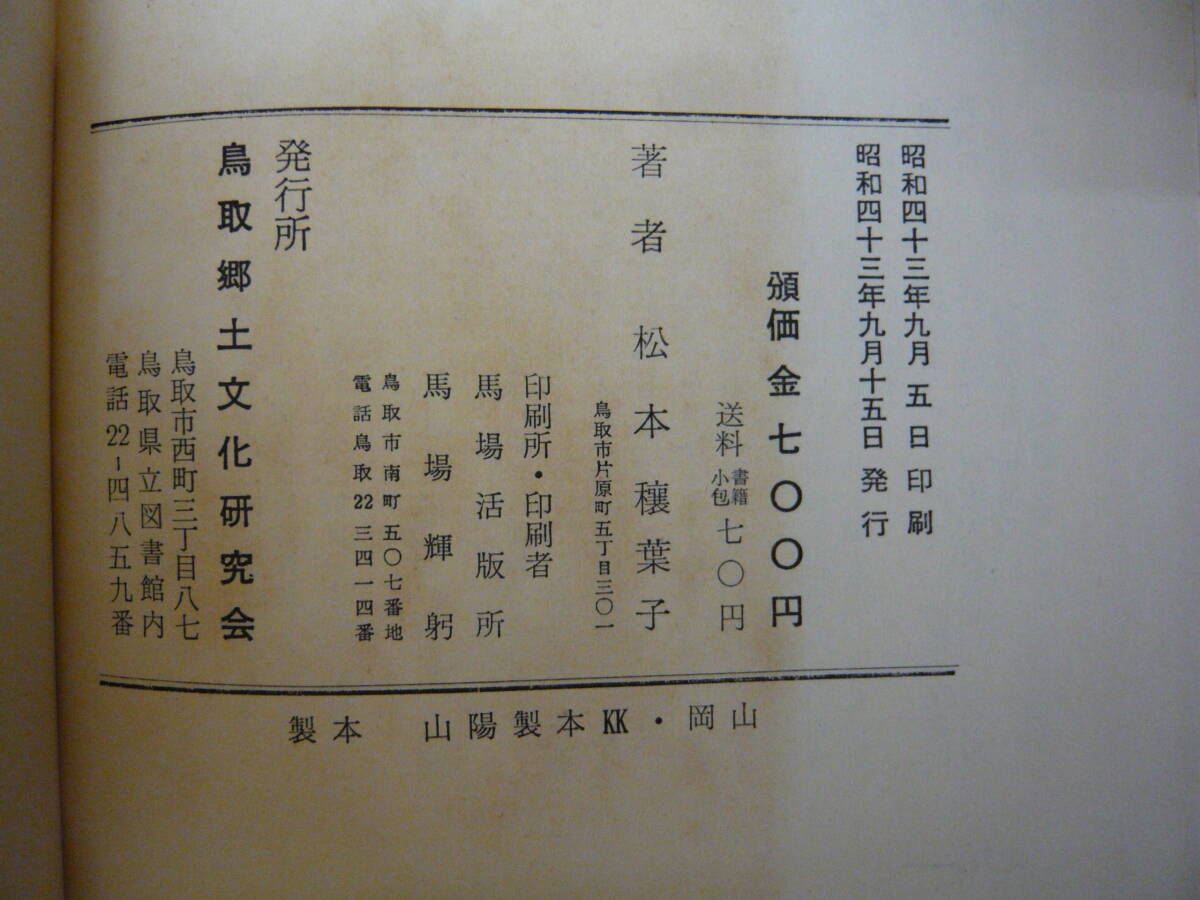 昭和四十三年九月 五日 印刷
昭和四十三年九月十五日 発行
頒価 金 七〇〇円
送料 書籍小包 七〇円
著者 松本穰葉子
鳥取市片原町五丁目三〇一
印刷所・印刷者
馬場活版所
馬場輝躬
鳥取市南町五〇七番地
電話鳥取22三四一四番
発行所
鳥取郷土文化研究会
鳥取市西町三丁目八七
鳥取県立図書館内
電話22-四八五九番
製本 山陽製本KK・岡山